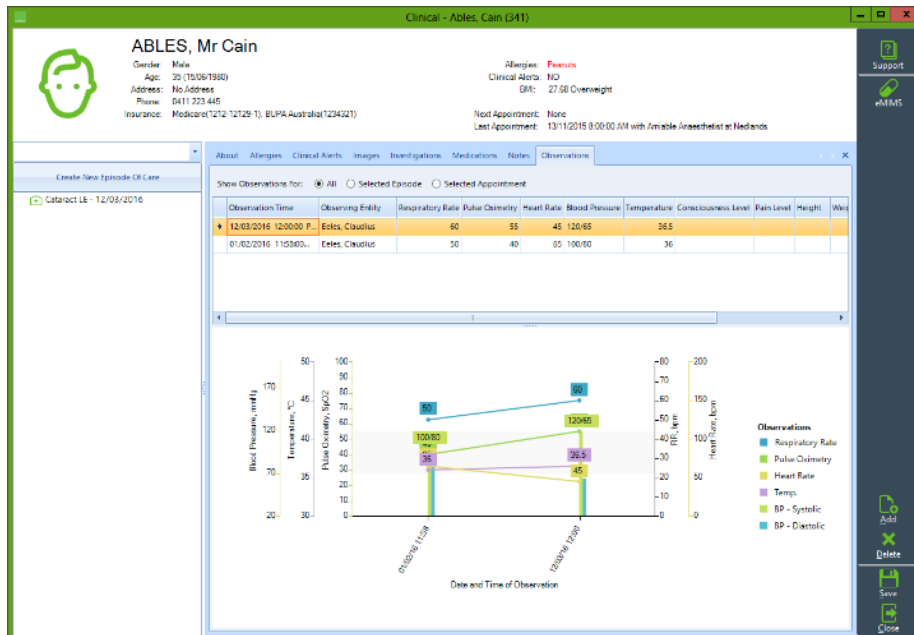 Clinical - Ables, Cain (341)
ABLES, Mr Cain
Gender: Male
Age: 35 (15/06/1980)
Address: No Address
Phone: 0411 223 445
Insurance: Medicare(1212-12129-1), BUPA Australia(1234321)
Allergies: Peanuts
Clinical Alerts: NO
BMI: 27.68 Overweight
Next Appointment: None
Last Appointment: 13/11/2015 8:00:00 AM with Amiable Anaesthetist at Nedlands
Support
eMIMS
Create New Episode Of Care
Cataract LE - 12/03/2016
About Allergies Clinical Alerts Images Investigations Medications Notes Observations
Show Observations for: All Selected Episode Selected Appointment
Observation Time Observing Entity Respiratory Rate Pulse Oximetry Heart Rate Blood Pressure Temperature Consciousness Level Pain Level Height Weig
12/03/2016 12:00:00 P... Eeles, Claudius 60 55 45 120/65 36.5
01/02/2016 11:58:00... Eeles, Claudius 50 40 65 100/80 36
Blood Pressure, mmHg
170
120
70
20
Temperature, °C
50
45
40
35
30
Pulse Oximetry, SpO2
100
90
80
70
60
50
40
30
20
10
0
50
100/80
36
60
120/65
36.5
45
80
70
60
50
40
30
20
10
0
RR, bpm
200
150
100
50
0
Heart Rate, bpm
01/02/16 11:58
12/03/16 12:00
Date and Time of Observation
Observations
Respiratory Rate
Pulse Oximetry
Heart Rate
Temp.
BP - Systolic
BP - Diastolic
Add
Delete
Save
Close